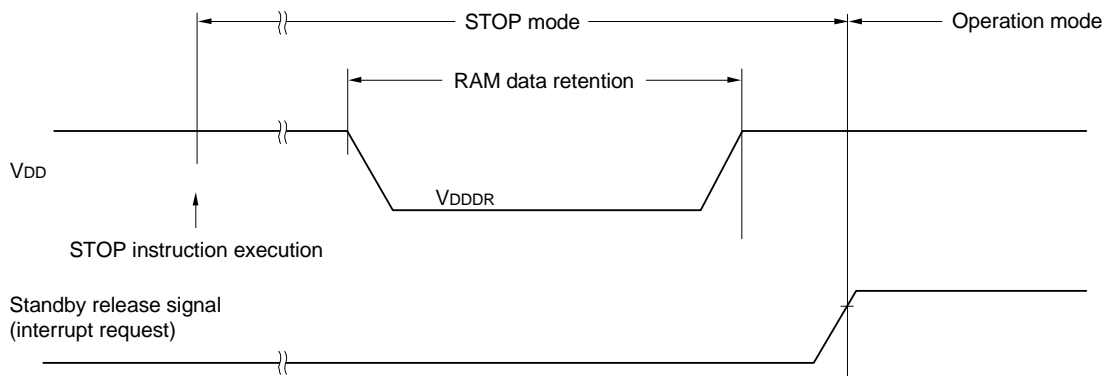 STOP mode
Operation mode
RAM data retention
VDD
VDDDR
STOP instruction execution
Standby release signal
(interrupt request)